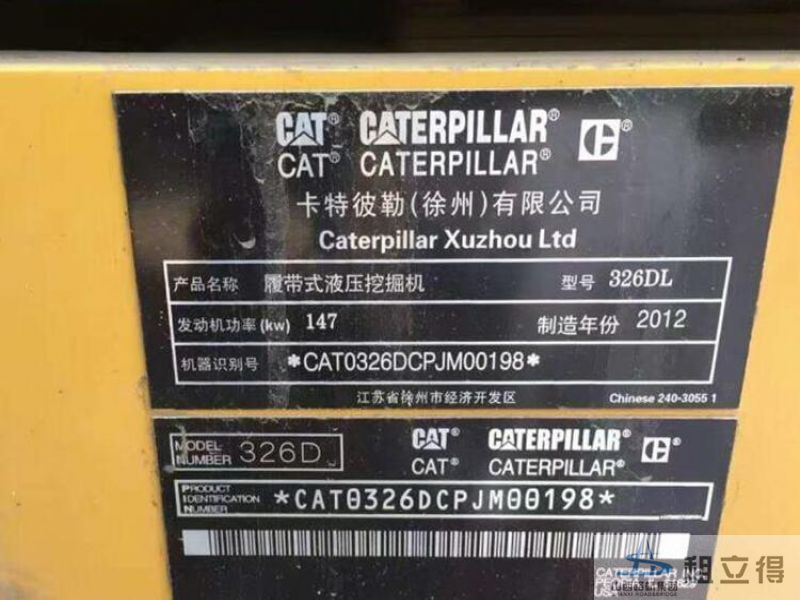 CAT® CATERPILLAR® ®
CAT® CATERPILLAR®
卡特彼勒(徐州)有限公司
Caterpillar Xuzhou Ltd
产品名称 履带式液压挖掘机 型号 326DL
发动机功率(kw) 147 制造年份 2012
机器识别号 *CAT0326DCPJM00198*
江苏省徐州市经济开发区 Chinese 240-3055 1
MODEL NUMBER 326D
CAT® CATERPILLAR® ®
CAT® CATERPILLAR®
PRODUCT IDENTIFICATION NUMBER *CAT0326DCPJM00198*
CATERPILLAR INC
租立得